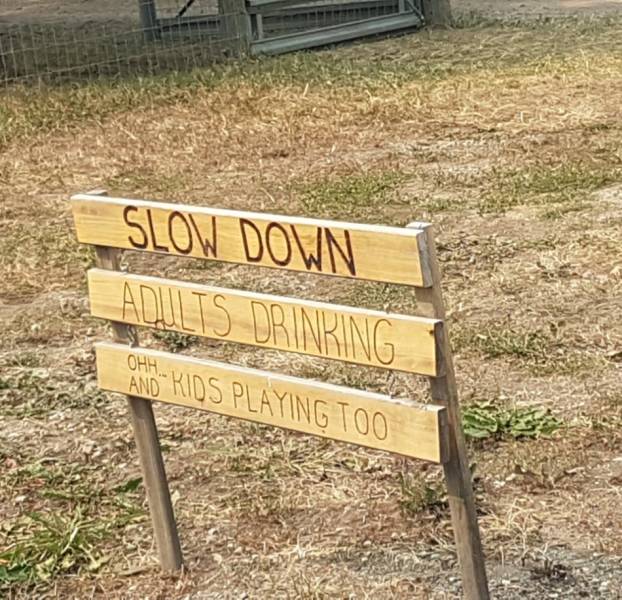 SLOW DOWN
ADULTS DRINKING
OHH...
AND KIDS PLAYING TOO